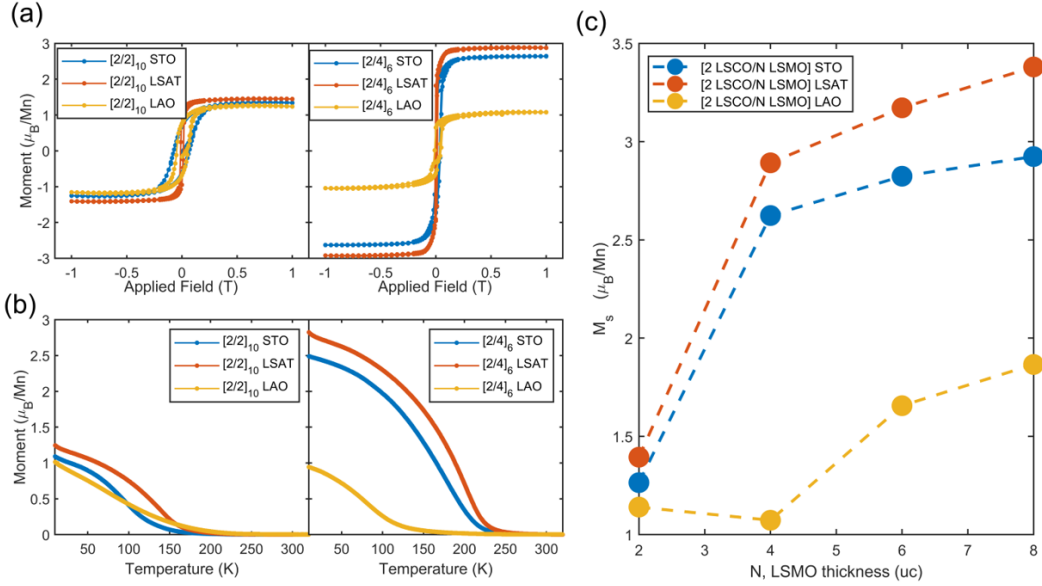 (a)
3
2
1
0
-1
-2
-3
Moment (μB/Mn)
[2/2]10 STO
[2/2]10 LSAT
[2/2]10 LAO
-1 -0.5 0 0.5 1
Applied Field (T)
[2/4]6 STO
[2/4]6 LSAT
[2/4]6 LAO
-1 -0.5 0 0.5 1
Applied Field (T)
(b)
3
2.5
2
1.5
1
0.5
0
Moment (μB/Mn)
[2/2]10 STO
[2/2]10 LSAT
[2/2]10 LAO
50 100 150 200 250 300
Temperature (K)
[2/4]6 STO
[2/4]6 LSAT
[2/4]6 LAO
50 100 150 200 250 300
Temperature (K)
(c)
3.5
3
2.5
2
1.5
1
Ms (μB/Mn)
[2 LSCO/N LSMO] STO
[2 LSCO/N LSMO] LSAT
[2 LSCO/N LSMO] LAO
2 3 4 5 6 7 8
N, LSMO thickness (uc)